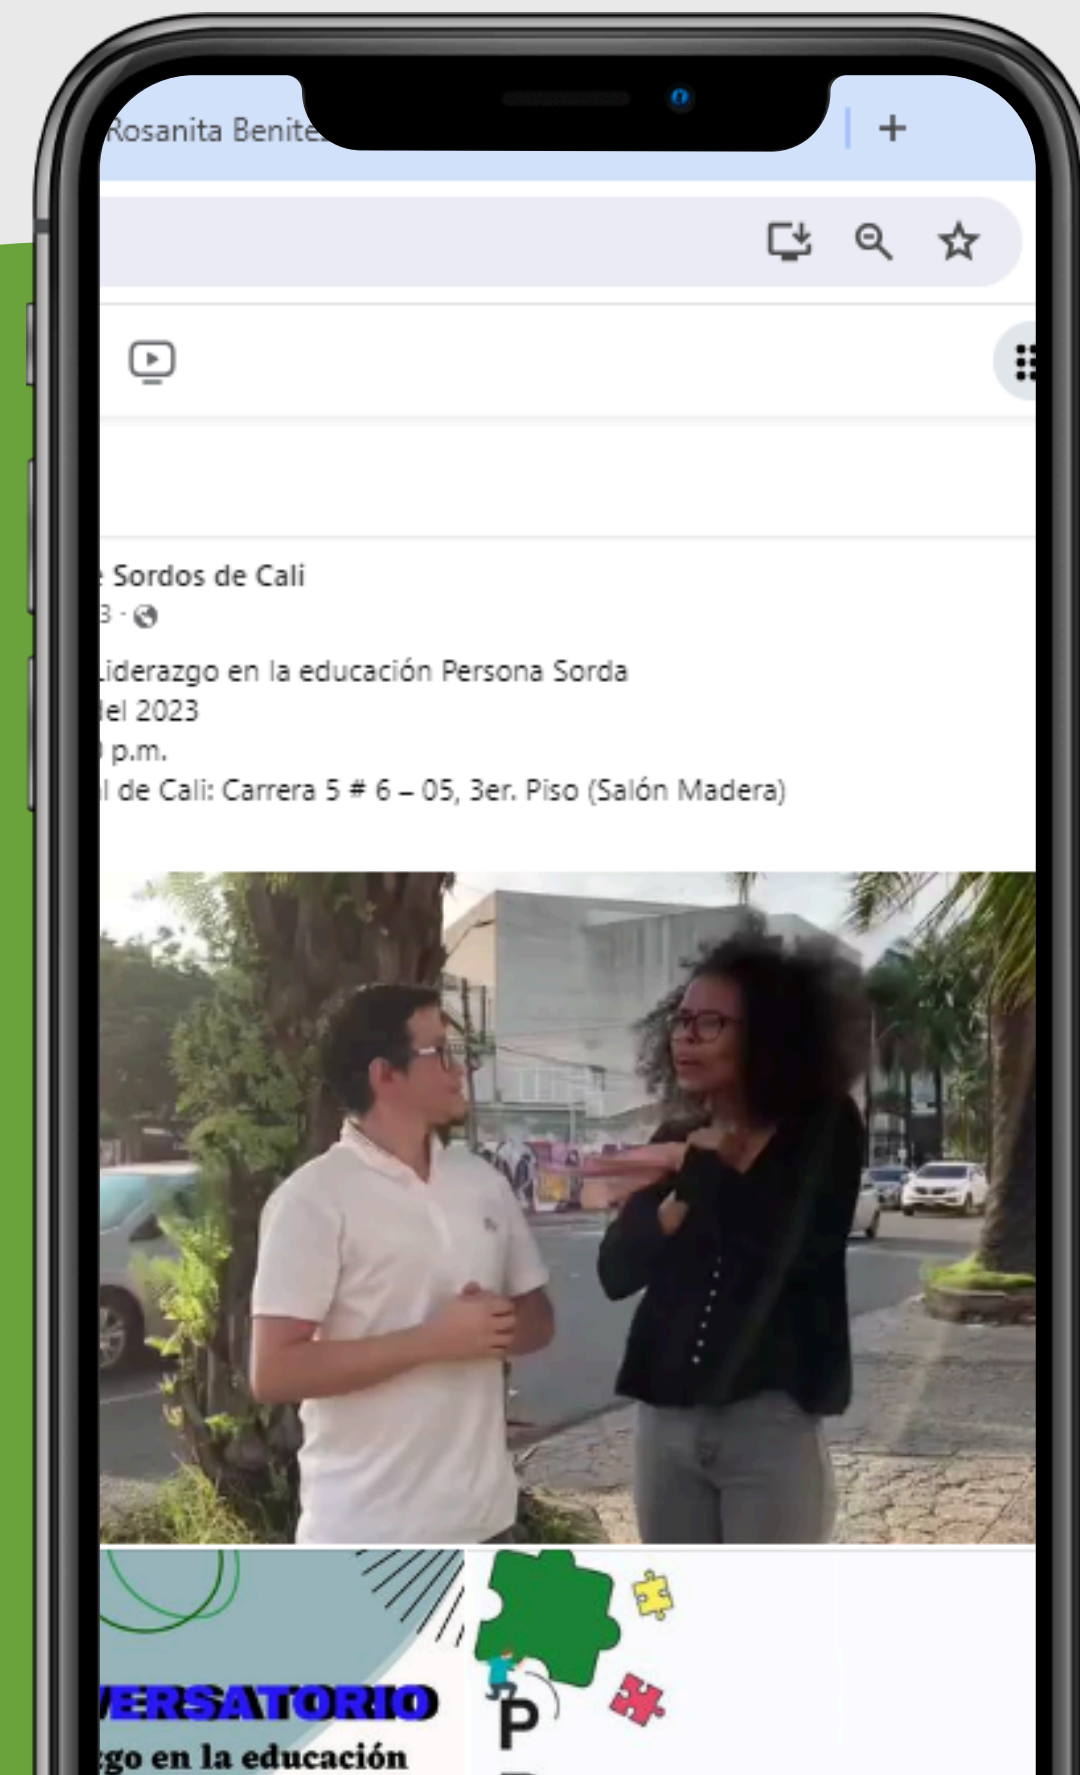 Rosanita Benite
+
Sordos de Cali
3 ·
Liderazgo en la educación Persona Sorda
del 2023
p.m.
l de Cali: Carrera 5 # 6 – 05, 3er. Piso (Salón Madera)
VERSATORIO
go en la educación
P